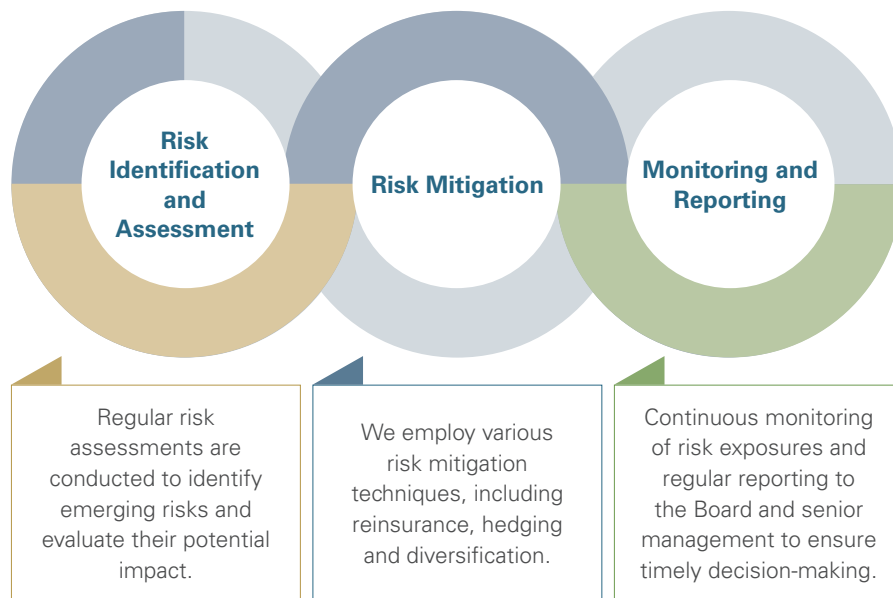 Risk
Identification
and
Assessment
Risk Mitigation
Monitoring and
Reporting
Regular risk
assessments are
conducted to identify
emerging risks and
evaluate their potential
impact.
We employ various
risk mitigation
techniques, including
reinsurance, hedging
and diversification.
Continuous monitoring
of risk exposures and
regular reporting to
the Board and senior
management to ensure
timely decision-making.